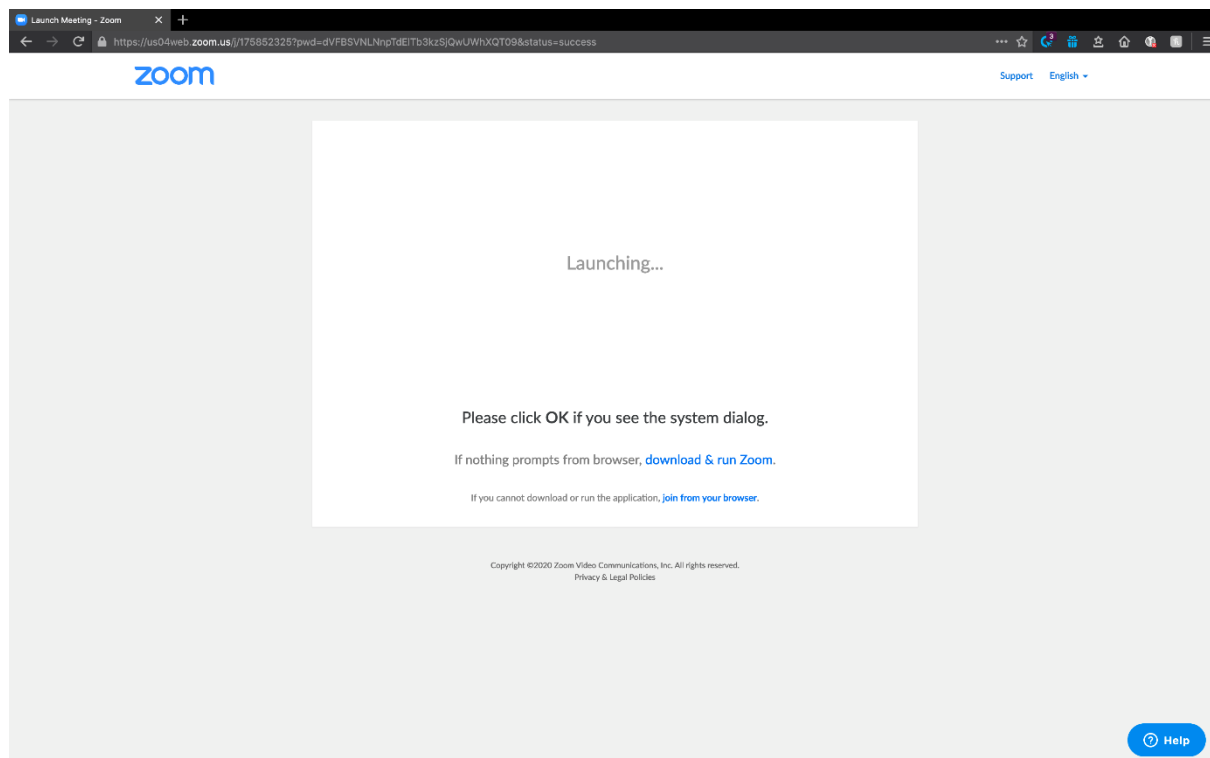 Launch Meeting - Zoom
https://us04web.zoom.us/j/175852325?pwd=dVFBSVNLNnpTdElTb3kzSjQwUWhXQT09&status=success
3
zoom
Support English
Launching...
Please click OK if you see the system dialog.
If nothing prompts from browser, download & run Zoom.
If you cannot download or run the application, join from your browser.
Copyright ©2020 Zoom Video Communications, Inc. All rights reserved.
Privacy & Legal Policies
? Help